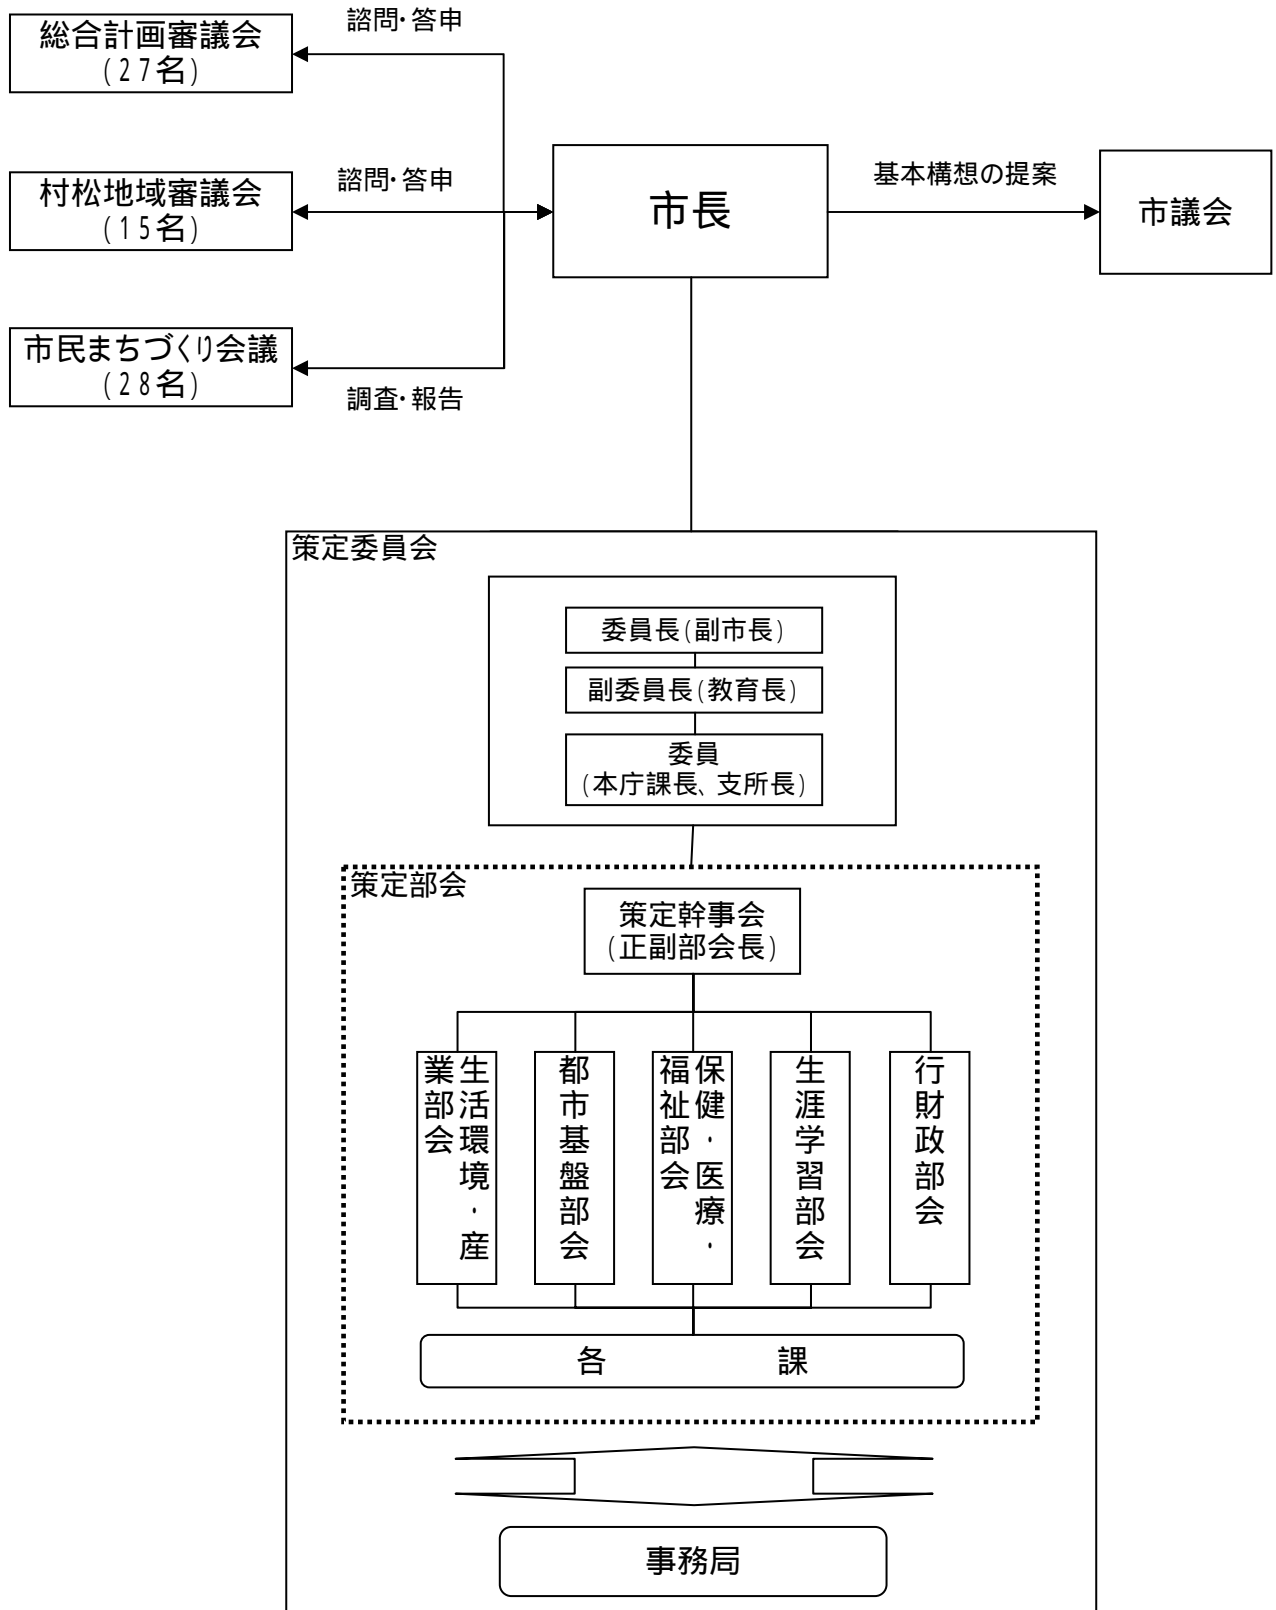 諮問・答申
総合計画審議会
(27名)
諮問・答申
村松地域審議会
(15名)
市長
基本構想の提案
市議会
市民まちづくり会議
(28名)
調査・報告
策定委員会
委員長(副市長)
副委員長(教育長)
委員
(本庁課長、支所長)
策定部会
策定幹事会
(正副部会長)
生活環境・産
業部会
都市基盤部会
保健・医療・
福祉部会
生涯学習部会
行財政部会
各　課
事務局